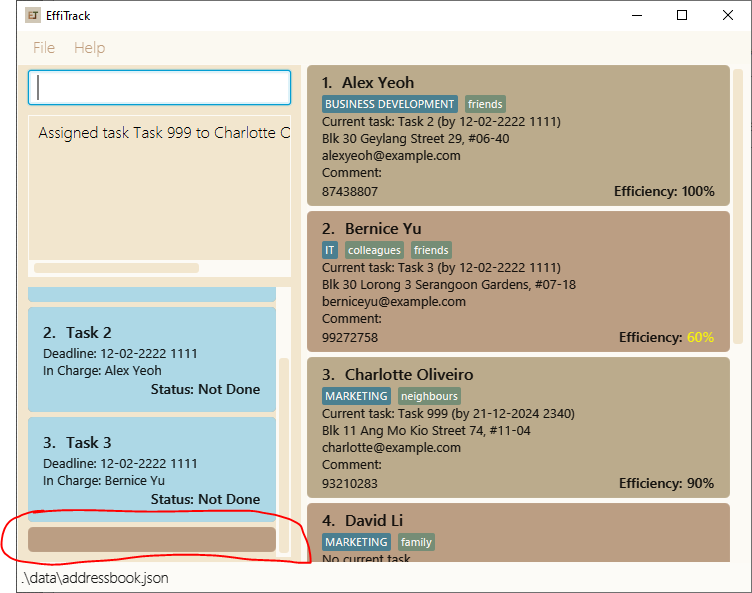 EffiTrack
File Help
Assigned task Task 999 to Charlotte O
2. Task 2
Deadline: 12-02-2222 1111
In Charge: Alex Yeoh
Status: Not Done
3. Task 3
Deadline: 12-02-2222 1111
In Charge: Bernice Yu
Status: Not Done
1. Alex Yeoh
BUSINESS DEVELOPMENT friends
Current task: Task 2 (by 12-02-2222 1111)
Blk 30 Geylang Street 29, #06-40
alexyeoh@example.com
Comment:
87438807
Efficiency: 100%
2. Bernice Yu
IT colleagues friends
Current task: Task 3 (by 12-02-2222 1111)
Blk 30 Lorong 3 Serangoon Gardens, #07-18
berniceyu@example.com
Comment:
99272758
Efficiency: 60%
3. Charlotte Oliveiro
MARKETING neighbours
Current task: Task 999 (by 21-12-2024 2340)
Blk 11 Ang Mo Kio Street 74, #11-04
charlotte@example.com
Comment:
93210283
Efficiency: 90%
4. David Li
MARKETING family
No current task
.\data\addressbook.json